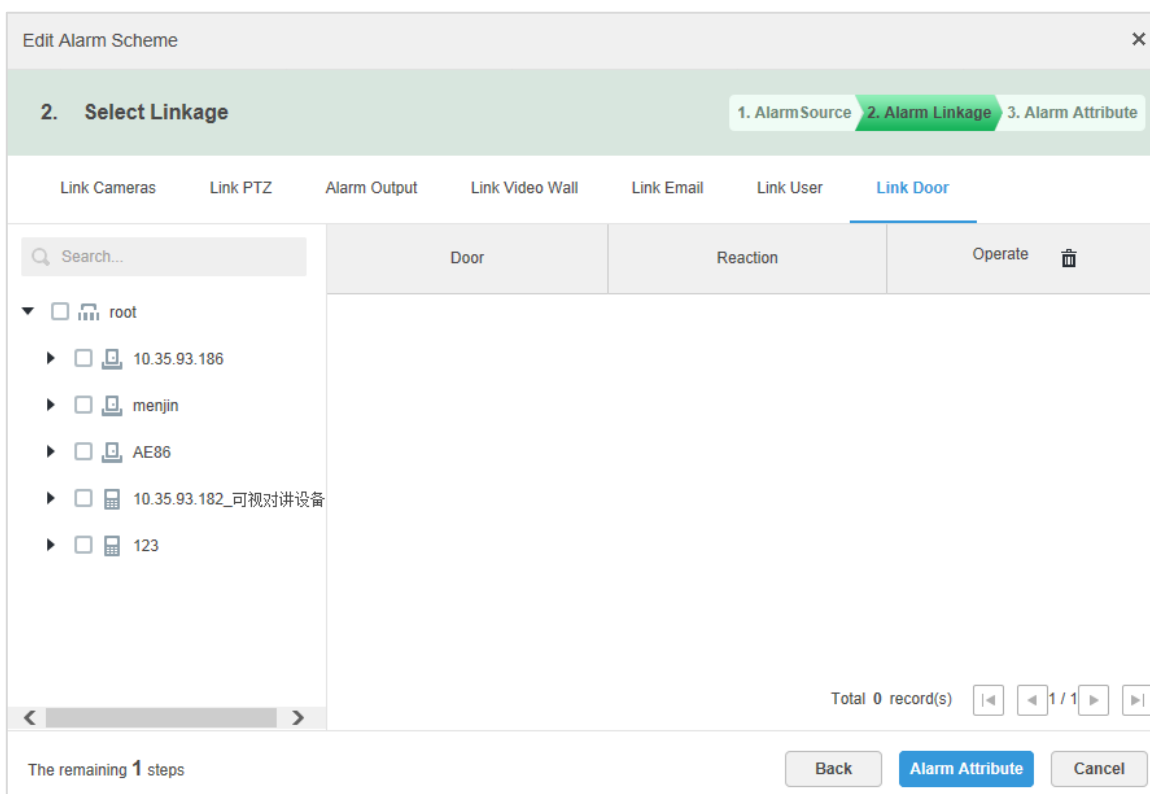 Edit Alarm Scheme
2. Select Linkage
1. AlarmSource 2. Alarm Linkage 3. Alarm Attribute
Link Cameras Link PTZ Alarm Output Link Video Wall Link Email Link User Link Door
Search... Door Reaction Operate
root
10.35.93.186
menjin
AE86
10.35.93.182_可视对讲设备
123
Total 0 record(s) 1 / 1
The remaining 1 steps Back Alarm Attribute Cancel